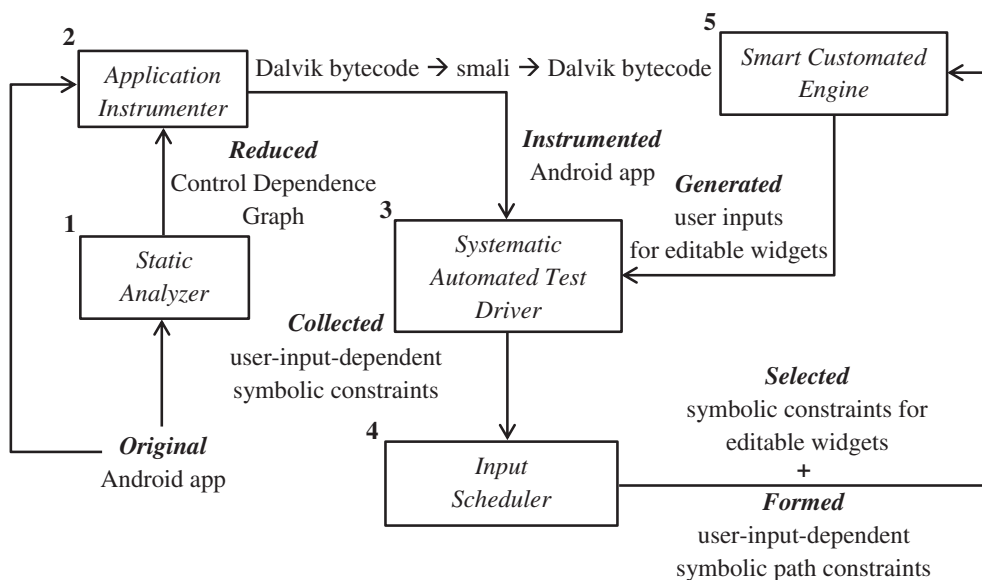 2
Application
Instrumenter
Dalvik bytecode → smali → Dalvik bytecode
5
Smart Customated
Engine
Reduced
Control Dependence
Graph
Instrumented
Android app
Generated
user inputs
for editable widgets
1
Static
Analyzer
3
Systematic
Automated Test
Driver
Collected
user-input-dependent
symbolic constraints
Original
Android app
4
Input
Scheduler
Selected
symbolic constraints for
editable widgets
+
Formed
user-input-dependent
symbolic path constraints